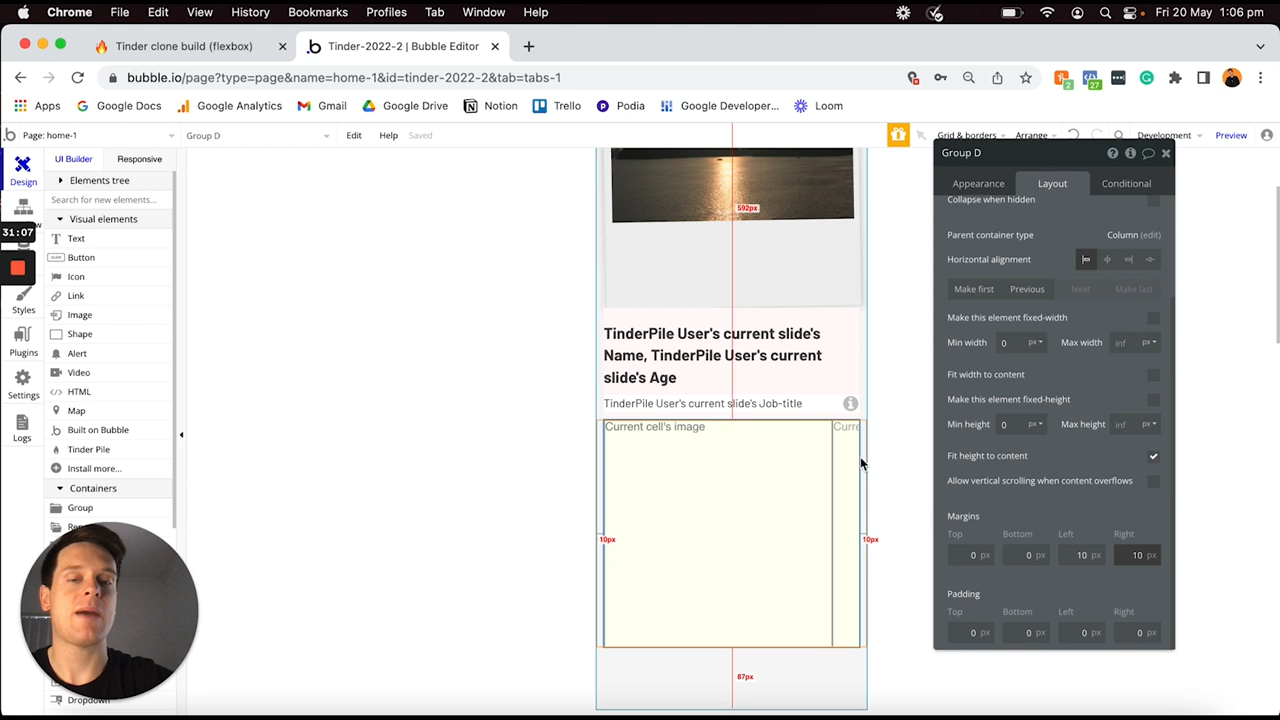 Chrome File Edit View History Bookmarks Profiles Tab Window Help Fri 20 May 1:06 pm
Tinder clone build (flexbox) Tinder-2022-2 | Bubble Editor
bubble.io/page?type=page&name=home-1&id=tinder-2022-2&tab=tabs-1 2 27
Apps Google Docs Google Analytics Gmail Google Drive Notion Trello Podia Google Developer... Loom
Page: home-1 Group D Edit Help Saved Grid & borders Arrange Development Preview
Design
31:07
Styles
Plugins
Settings
Logs
UI Builder Responsive
Elements tree
Search for new elements...
Visual elements
Text
Button
Icon
Link
Image
Shape
Alert
Video
HTML
Map
Built on Bubble
Tinder Pile
Install more...
Containers
Group
Dropdown
592px
TinderPile User's current slide's
Name, TinderPile User's current
slide's Age
TinderPile User's current slide's Job-title
Current cell's image Curre
10px 10px
87px
Group D
Appearance Layout Conditional
Collapse when hidden
Parent container type Column (edit)
Horizontal alignment
Make first Previous Next Make last
Make this element fixed-width
Min width 0 px Max width inf px
Fit width to content
Make this element fixed-height
Min height 0 px Max height inf px
Fit height to content
Allow vertical scrolling when content overflows
Margins
Top Bottom Left Right
0 px 0 px 10 px 10 px
Padding
Top Bottom Left Right
0 px 0 px 0 px 0 px